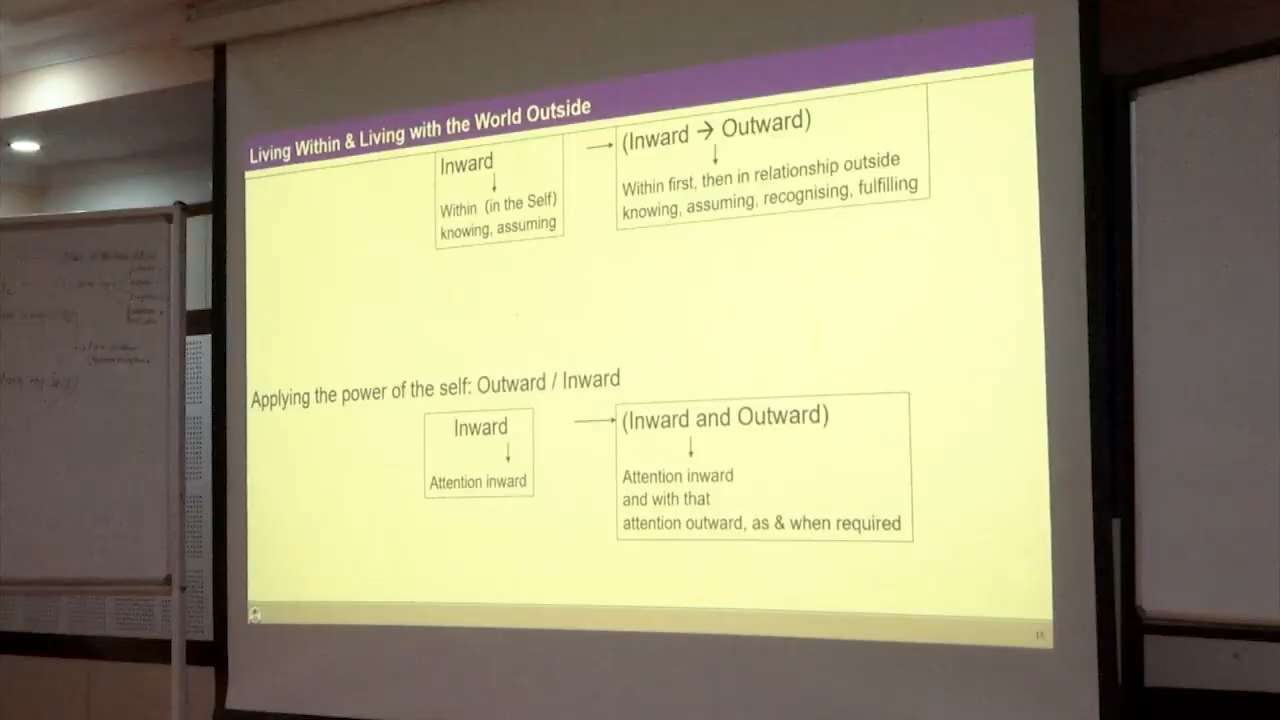 Living Within & Living with the World Outside
Inward
Within (in the Self)
knowing, assuming
(Inward → Outward)
Within first, then in relationship outside
knowing, assuming, recognising, fulfilling
Applying the power of the self: Outward / Inward
Inward
Attention inward
(Inward and Outward)
Attention inward
and with that
attention outward, as & when required